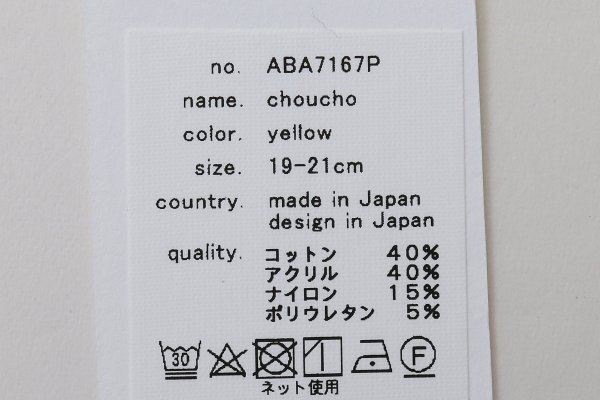 no. ABA7167P
name. choucho
color. yellow
size. 19-21cm
country. made in Japan
design in Japan
quality. コットン 40%
アクリル 40%
ナイロン 15%
ポリウレタン 5%
30 F
ネット使用